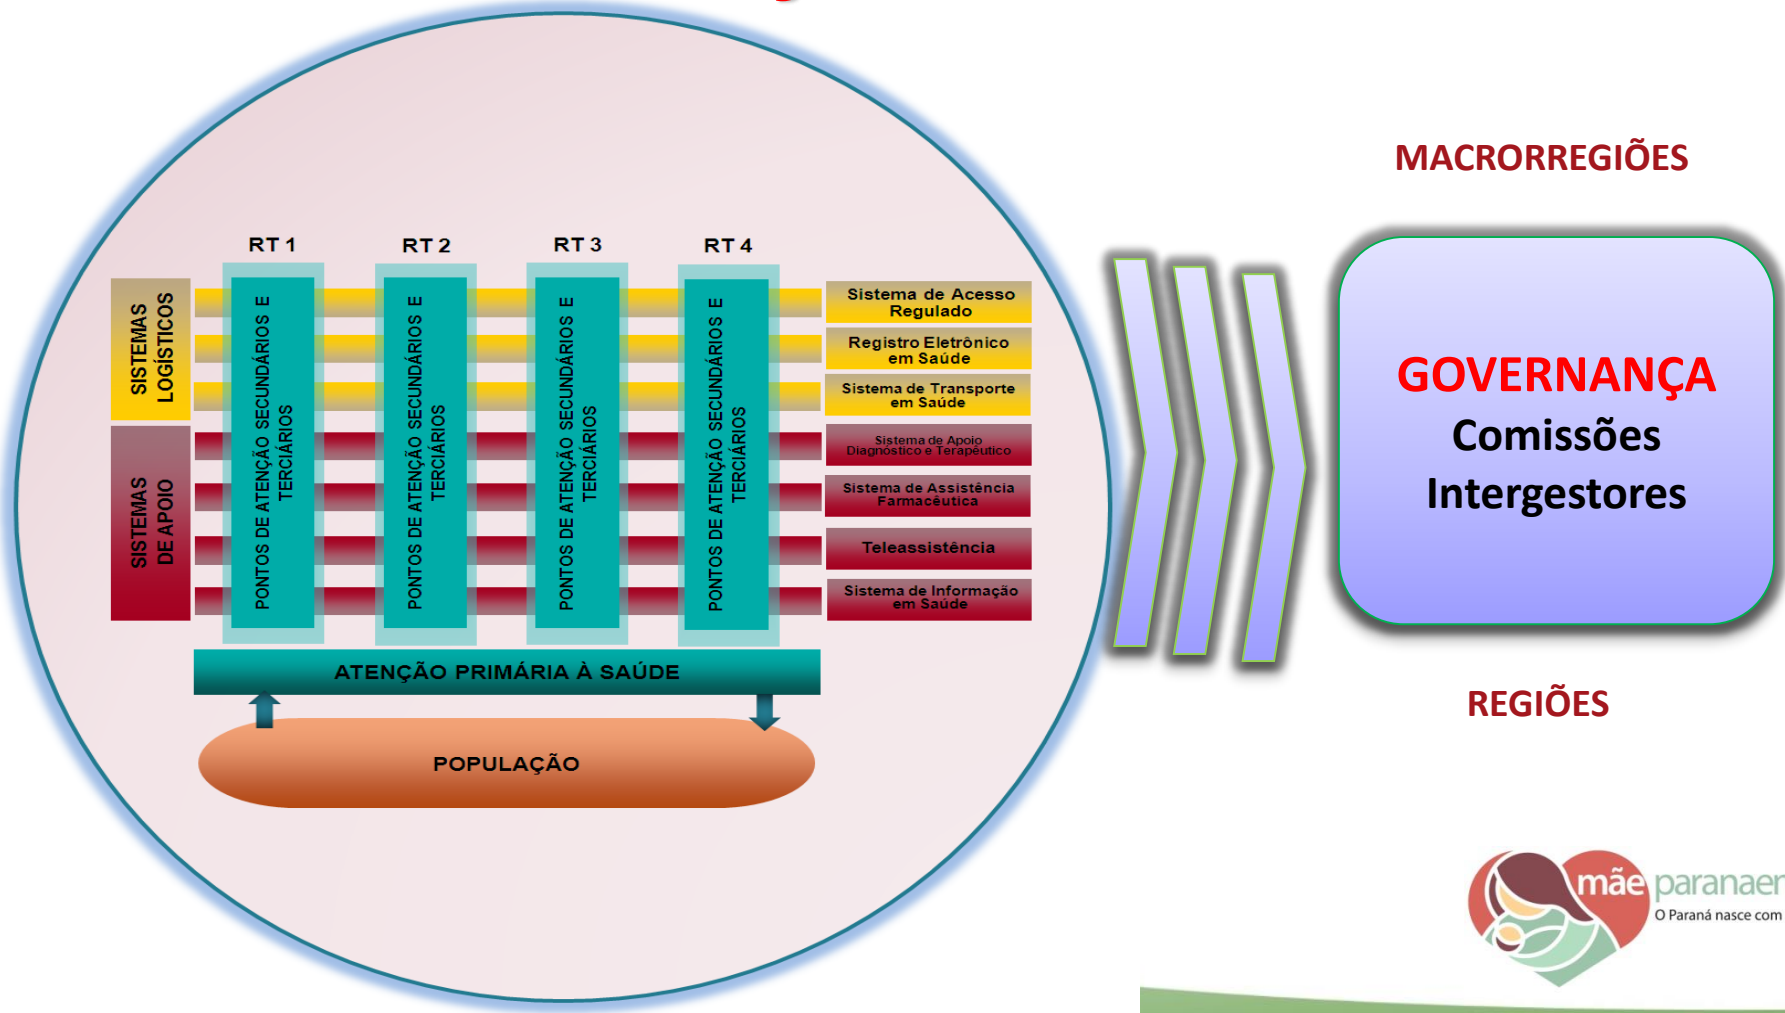 MACRORREGIÕES
RT 1
RT 2
RT 3
RT 4
SISTEMAS
LOGÍSTICOS
SISTEMAS
DE APOIO
PONTOS DE ATENÇÃO SECUNDÁRIOS E
TERCIÁRIOS
PONTOS DE ATENÇÃO SECUNDÁRIOS E
TERCIÁRIOS
PONTOS DE ATENÇÃO SECUNDÁRIOS E
TERCIÁRIOS
PONTOS DE ATENÇÃO SECUNDÁRIOS E
TERCIÁRIOS
Sistema de Acesso
Regulado
Registro Eletrônico
em Saúde
Sistema de Transporte
em Saúde
Sistema de Apoio
Diagnóstico e Terapêutico
Sistema de Assistência
Farmacêutica
Teleassistência
Sistema de Informação
em Saúde
ATENÇÃO PRIMÁRIA À SAÚDE
POPULAÇÃO
GOVERNANÇA
Comissões
Intergestores
REGIÕES
mãe paranaen
O Paraná nasce com